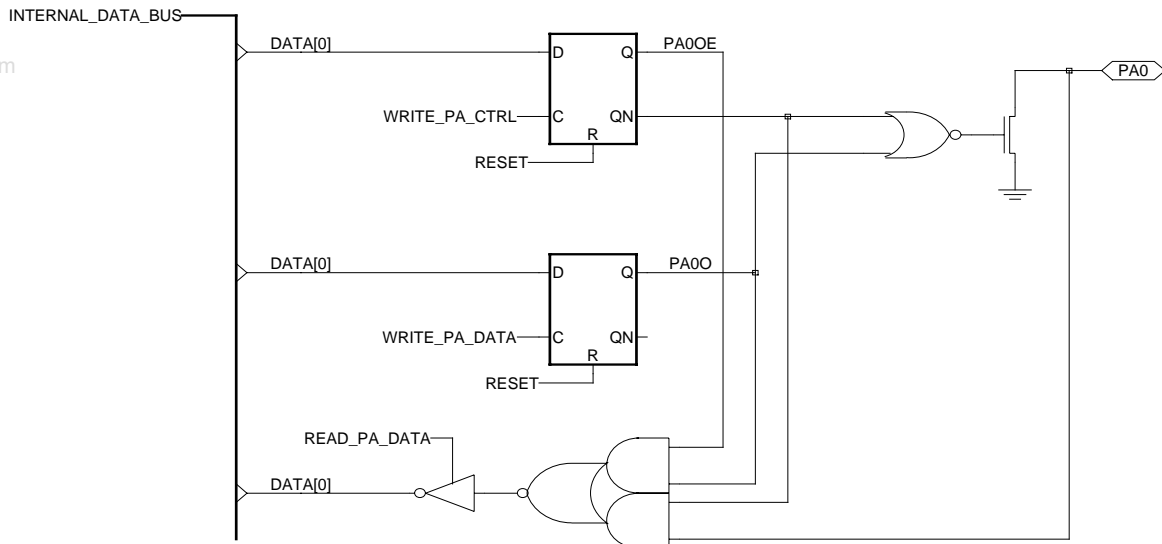 INTERNAL_DATA_BUS
DATA[0]
D
Q
PA0OE
m
PA0
WRITE_PA_CTRL
C
QN
R
RESET
DATA[0]
D
Q
PA0O
WRITE_PA_DATA
C
QN
R
RESET
READ_PA_DATA
DATA[0]